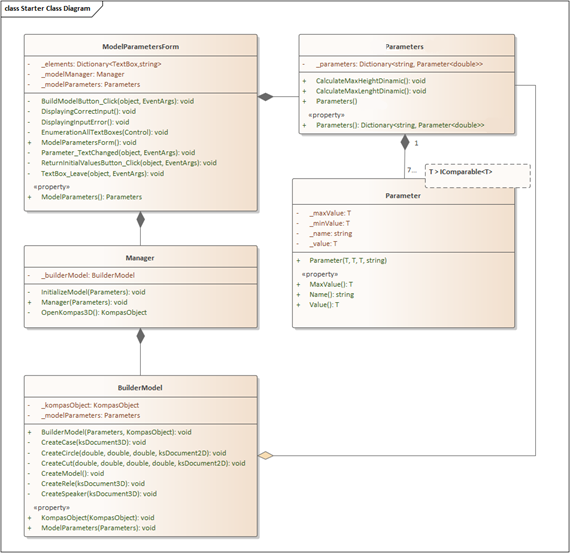 class Starter Class Diagram
ModelParametersForm
- _elements: Dictionary<TextBox,string>
- _modelManager: Manager
- _modelParameters: Parameters
- BuildModelButton_Click(object, EventArgs): void
- DisplayingCorrectInput(): void
- DisplayingInputError(): void
- EnumerationAllTextBoxes(Control): void
+ ModelParametersForm(): void
- Parameter_TextChanged(object, EventArgs): void
- ReturnInitialValuesButton_Click(object, EventArgs): void
- TextBox_Leave(object, EventArgs): void
«property»
+ ModelParameters(): Parameters
Parameters
- _parameters: Dictionary<string, Parameter<double>>
+ CalculateMaxHeightDinamic(): void
+ CalculateMaxLenghtDinamic(): void
+ Parameters()
«property»
+ Parameters(): Dictionary<string, Parameter<double>>
1
7...
T > IComparable<T>
Parameter
- _maxValue: T
- _minValue: T
- _name: string
- _value: T
+ Parameter(T, T, T, string)
«property»
+ MaxValue(): T
+ Name(): string
+ Value(): T
Manager
- _builderModel: BuilderModel
- InitializeModel(Parameters): void
+ Manager(Parameters): void
- OpenKompas3D(): KompasObject
BuilderModel
- _kompasObject: KompasObject
- _modelParameters: Parameters
+ BuilderModel(Parameters, KompasObject): void
- CreateCase(ksDocument3D): void
- CreateCircle(double, double, double, ksDocument2D): void
- CreateCut(double, double, double, double, ksDocument2D): void
- CreateModel(): void
- CreateRele(ksDocument3D): void
- CreateSpeaker(ksDocument3D): void
«property»
+ KompasObject(KompasObject): void
+ ModelParameters(Parameters): void